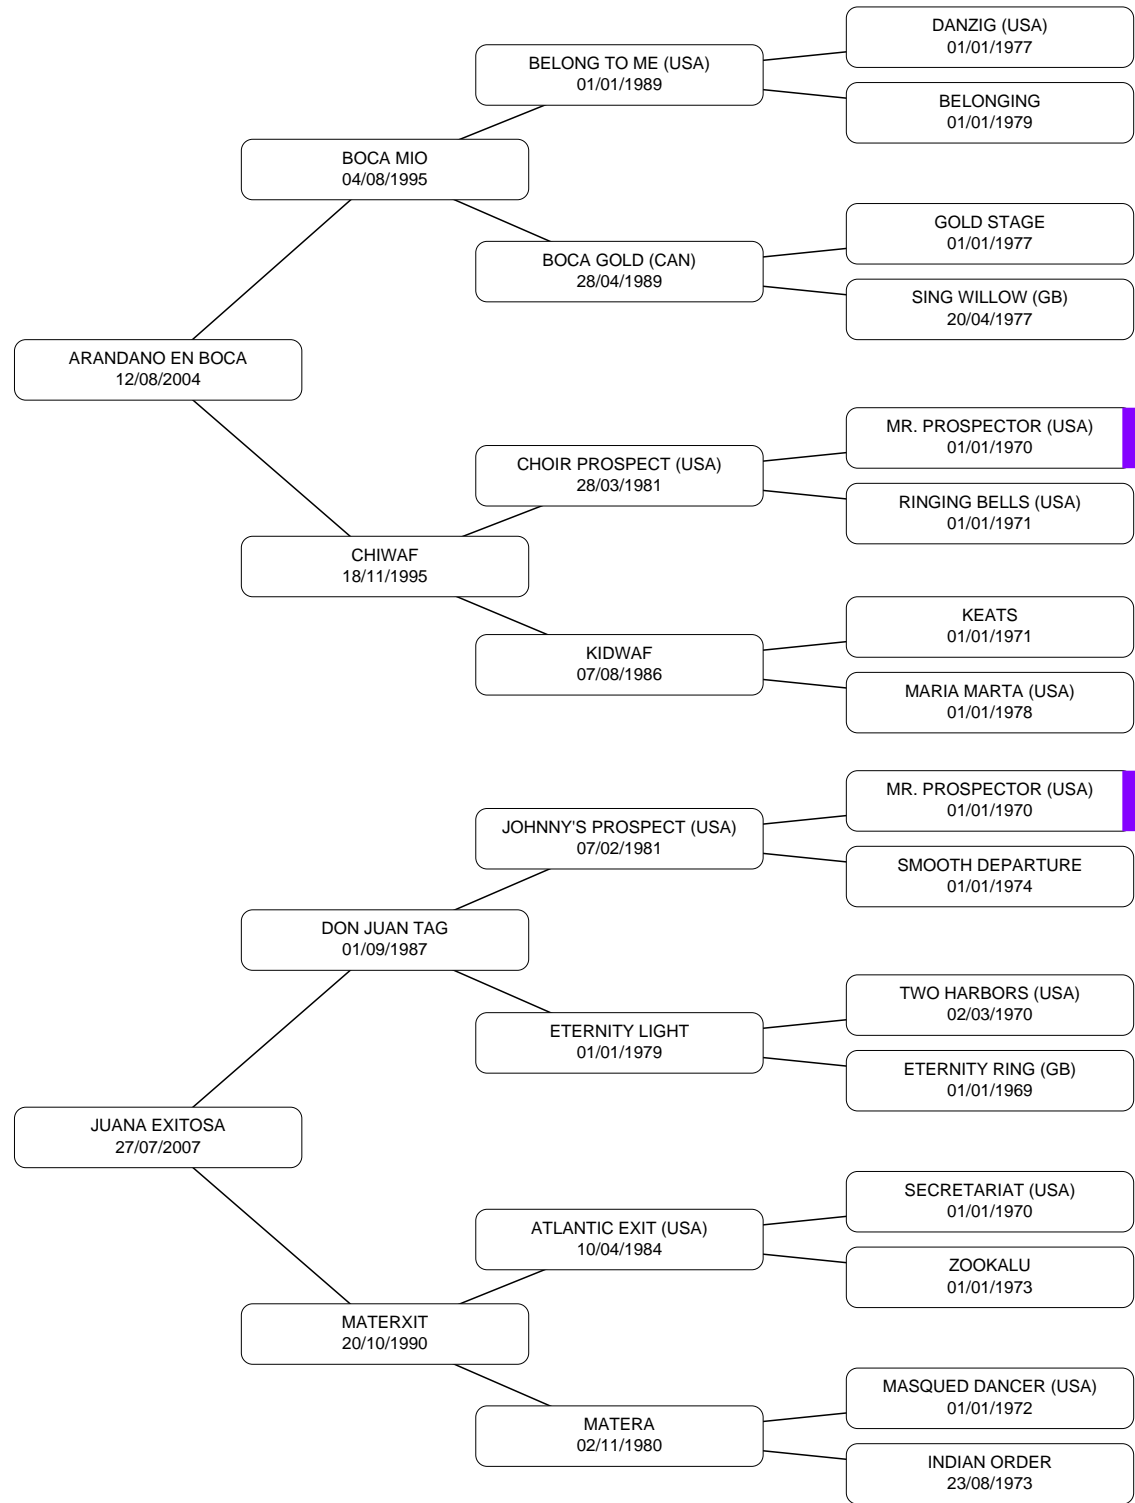 DANZIG (USA)
01/01/1977
BELONG TO ME (USA)
01/01/1989
BELONGING
01/01/1979
BOCA MIO
04/08/1995
GOLD STAGE
01/01/1977
BOCA GOLD (CAN)
28/04/1989
SING WILLOW (GB)
20/04/1977
ARANDANO EN BOCA
12/08/2004
MR. PROSPECTOR (USA)
01/01/1970
CHOIR PROSPECT (USA)
28/03/1981
RINGING BELLS (USA)
01/01/1971
CHIWAF
18/11/1995
KEATS
01/01/1971
KIDWAF
07/08/1986
MARIA MARTA (USA)
01/01/1978
MR. PROSPECTOR (USA)
01/01/1970
JOHNNY'S PROSPECT (USA)
07/02/1981
SMOOTH DEPARTURE
01/01/1974
DON JUAN TAG
01/09/1987
TWO HARBORS (USA)
02/03/1970
ETERNITY LIGHT
01/01/1979
ETERNITY RING (GB)
01/01/1969
JUANA EXITOSA
27/07/2007
SECRETARIAT (USA)
01/01/1970
ATLANTIC EXIT (USA)
10/04/1984
ZOOKALU
01/01/1973
MATERXIT
20/10/1990
MASQUED DANCER (USA)
01/01/1972
MATERA
02/11/1980
INDIAN ORDER
23/08/1973